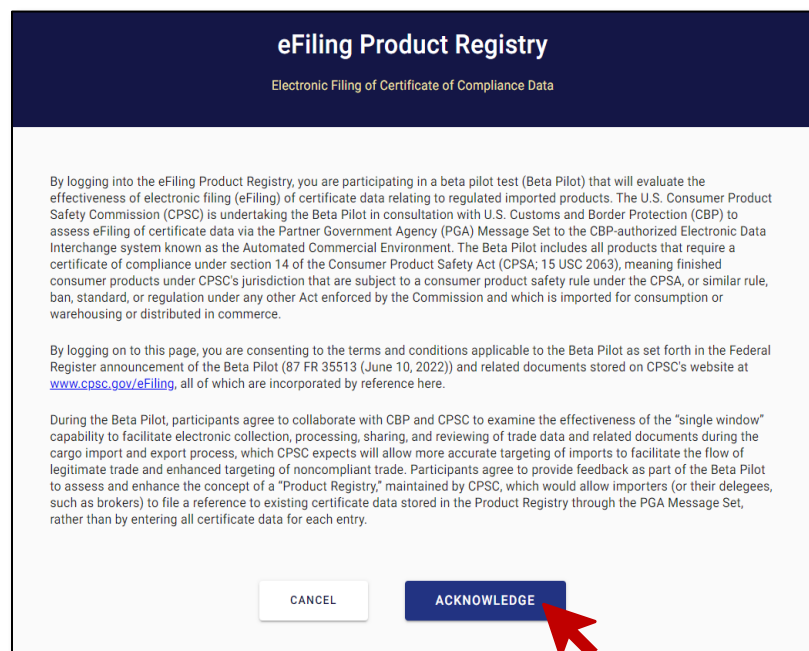 eFiling Product Registry
Electronic Filing of Certificate of Compliance Data
By logging into the eFiling Product Registry, you are participating in a beta pilot test (Beta Pilot) that will evaluate the
effectiveness of electronic filing (eFiling) of certificate data relating to regulated imported products. The U.S. Consumer Product
Safety Commission (CPSC) is undertaking the Beta Pilot in consultation with U.S. Customs and Border Protection (CBP) to
assess eFiling of certificate data via the Partner Government Agency (PGA) Message Set to the CBP-authorized Electronic Data
Interchange system known as the Automated Commercial Environment. The Beta Pilot includes all products that require a
certificate of compliance under section 14 of the Consumer Product Safety Act (CPSA; 15 USC 2063), meaning finished
consumer products under CPSC's jurisdiction that are subject to a consumer product safety rule under the CPSA, or similar rule,
ban, standard, or regulation under any other Act enforced by the Commission and which is imported for consumption or
warehousing or distributed in commerce.
By logging on to this page, you are consenting to the terms and conditions applicable to the Beta Pilot as set forth in the Federal
Register announcement of the Beta Pilot (87 FR 35513 (June 10, 2022)) and related documents stored on CPSC's website at
www.cpsc.gov/eFiling, all of which are incorporated by reference here.
During the Beta Pilot, participants agree to collaborate with CBP and CPSC to examine the effectiveness of the “single window”
capability to facilitate electronic collection, processing, sharing, and reviewing of trade data and related documents during the
cargo import and export process, which CPSC expects will allow more accurate targeting of imports to facilitate the flow of
legitimate trade and enhanced targeting of noncompliant trade. Participants agree to provide feedback as part of the Beta Pilot
to assess and enhance the concept of a “Product Registry,” maintained by CPSC, which would allow importers (or their delegees,
such as brokers) to file a reference to existing certificate data stored in the Product Registry through the PGA Message Set,
rather than by entering all certificate data for each entry.
CANCEL
ACKNOWLEDGE